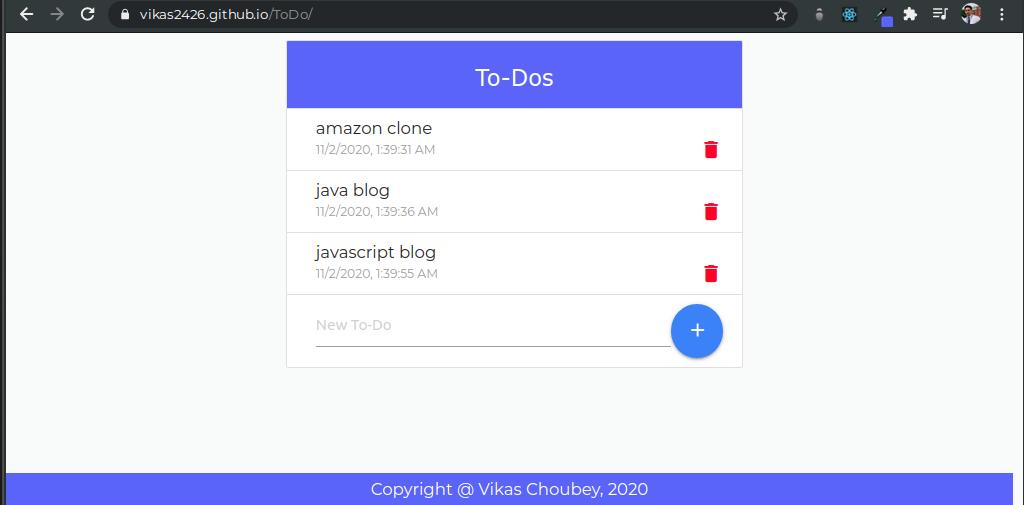 vikas2426.github.io/ToDo/
To-Dos
amazon clone
11/2/2020, 1:39:31 AM
java blog
11/2/2020, 1:39:36 AM
javascript blog
11/2/2020, 1:39:55 AM
New To-Do
+
Copyright @ Vikas Choubey, 2020